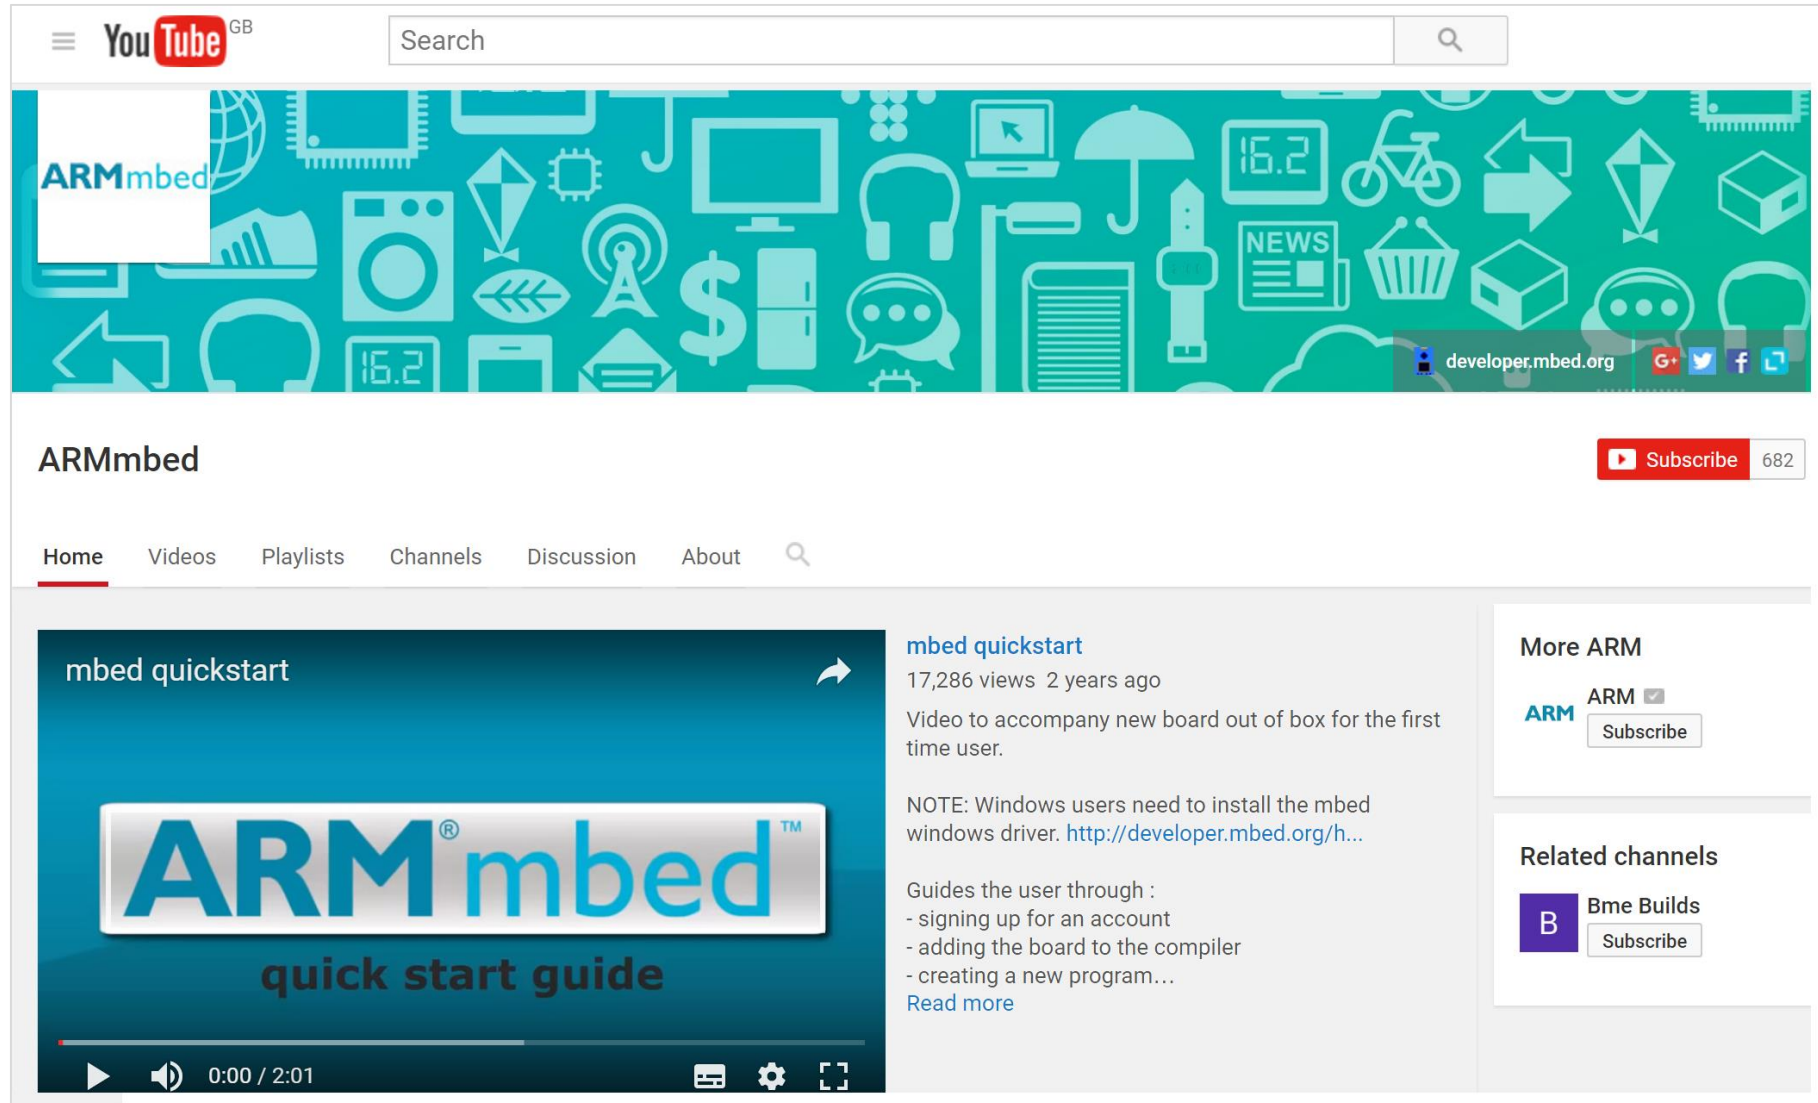 You Tube GB
Search
ARMmbed
16.2
NEWS
16.2
developer.mbed.org
G+
ARMmbed
Subscribe 682
Home Videos Playlists Channels Discussion About
mbed quickstart
ARM® mbed™
quick start guide
0:00 / 2:01
mbed quickstart
17,286 views 2 years ago
Video to accompany new board out of box for the first
time user.
NOTE: Windows users need to install the mbed
windows driver. http://developer.mbed.org/h...
Guides the user through :
- signing up for an account
- adding the board to the compiler
- creating a new program...
Read more
More ARM
ARM
ARM
Subscribe
Related channels
B
Bme Builds
Subscribe